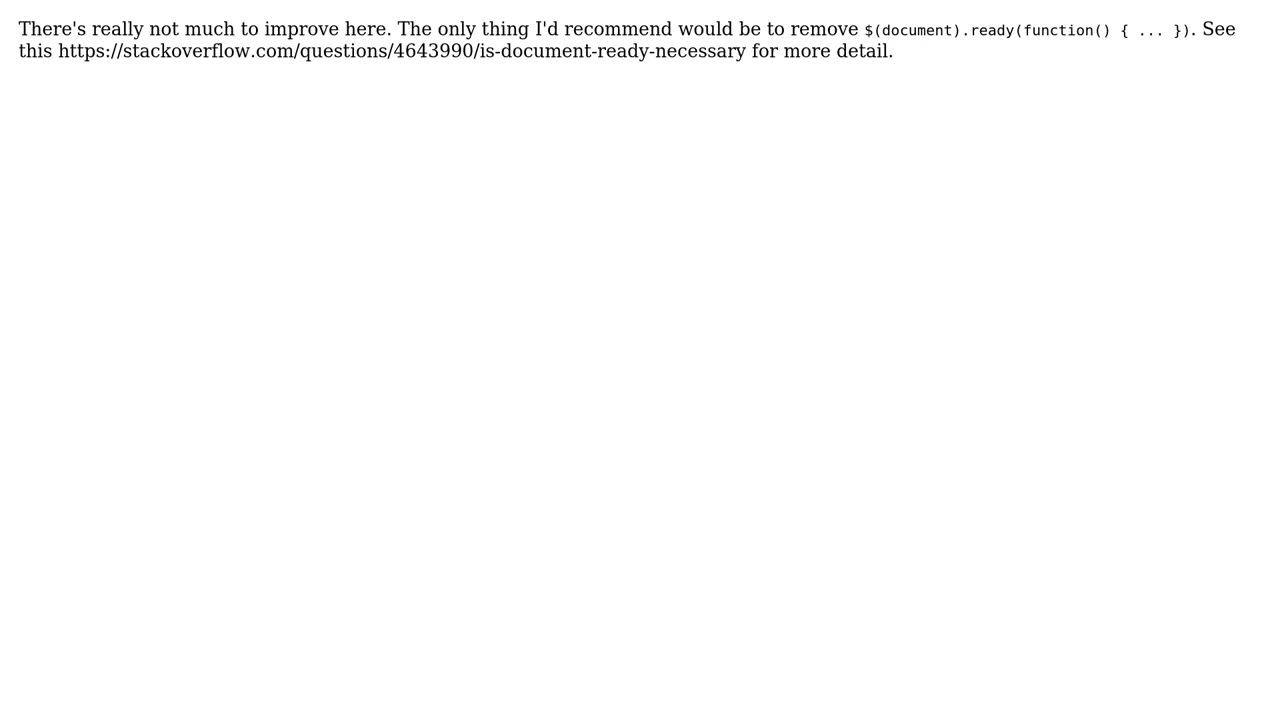 There's really not much to improve here. The only thing I'd recommend would be to remove $(document).ready(function() { ... }). See
this https://stackoverflow.com/questions/4643990/is-document-ready-necessary for more detail.